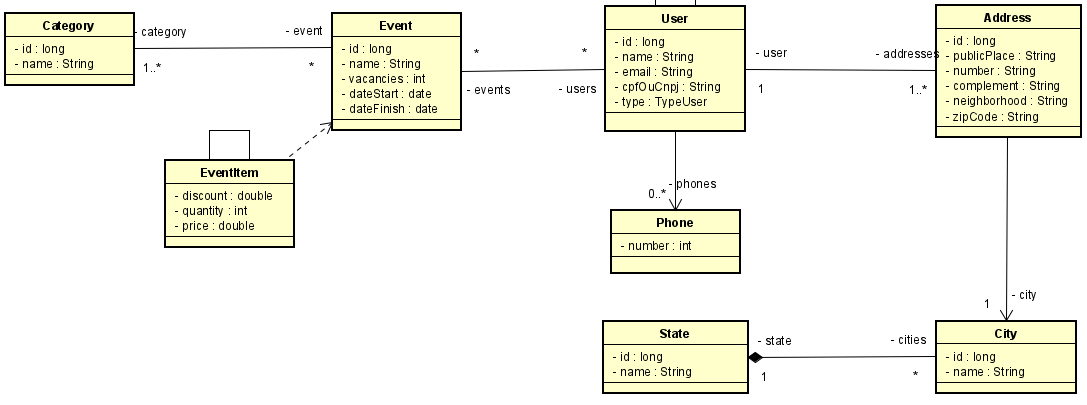 Category
- id : long
- name : String
- category
1..*
- event
*
Event
- id : long
- name : String
- vacancies : int
- dateStart : date
- dateFinish : date
*
- events
*
- users
User
- id : long
- name : String
- email : String
- cpfOuCnpj : String
- type : TypeUser
- user
1
- addresses
1..*
Address
- id : long
- publicPlace : String
- number : String
- complement : String
- neighborhood : String
- zipCode : String
EventItem
- discount : double
- quantity : int
- price : double
- phones
0..*
Phone
- number : int
- city
1
State
- id : long
- name : String
- state
1
- cities
*
City
- id : long
- name : String